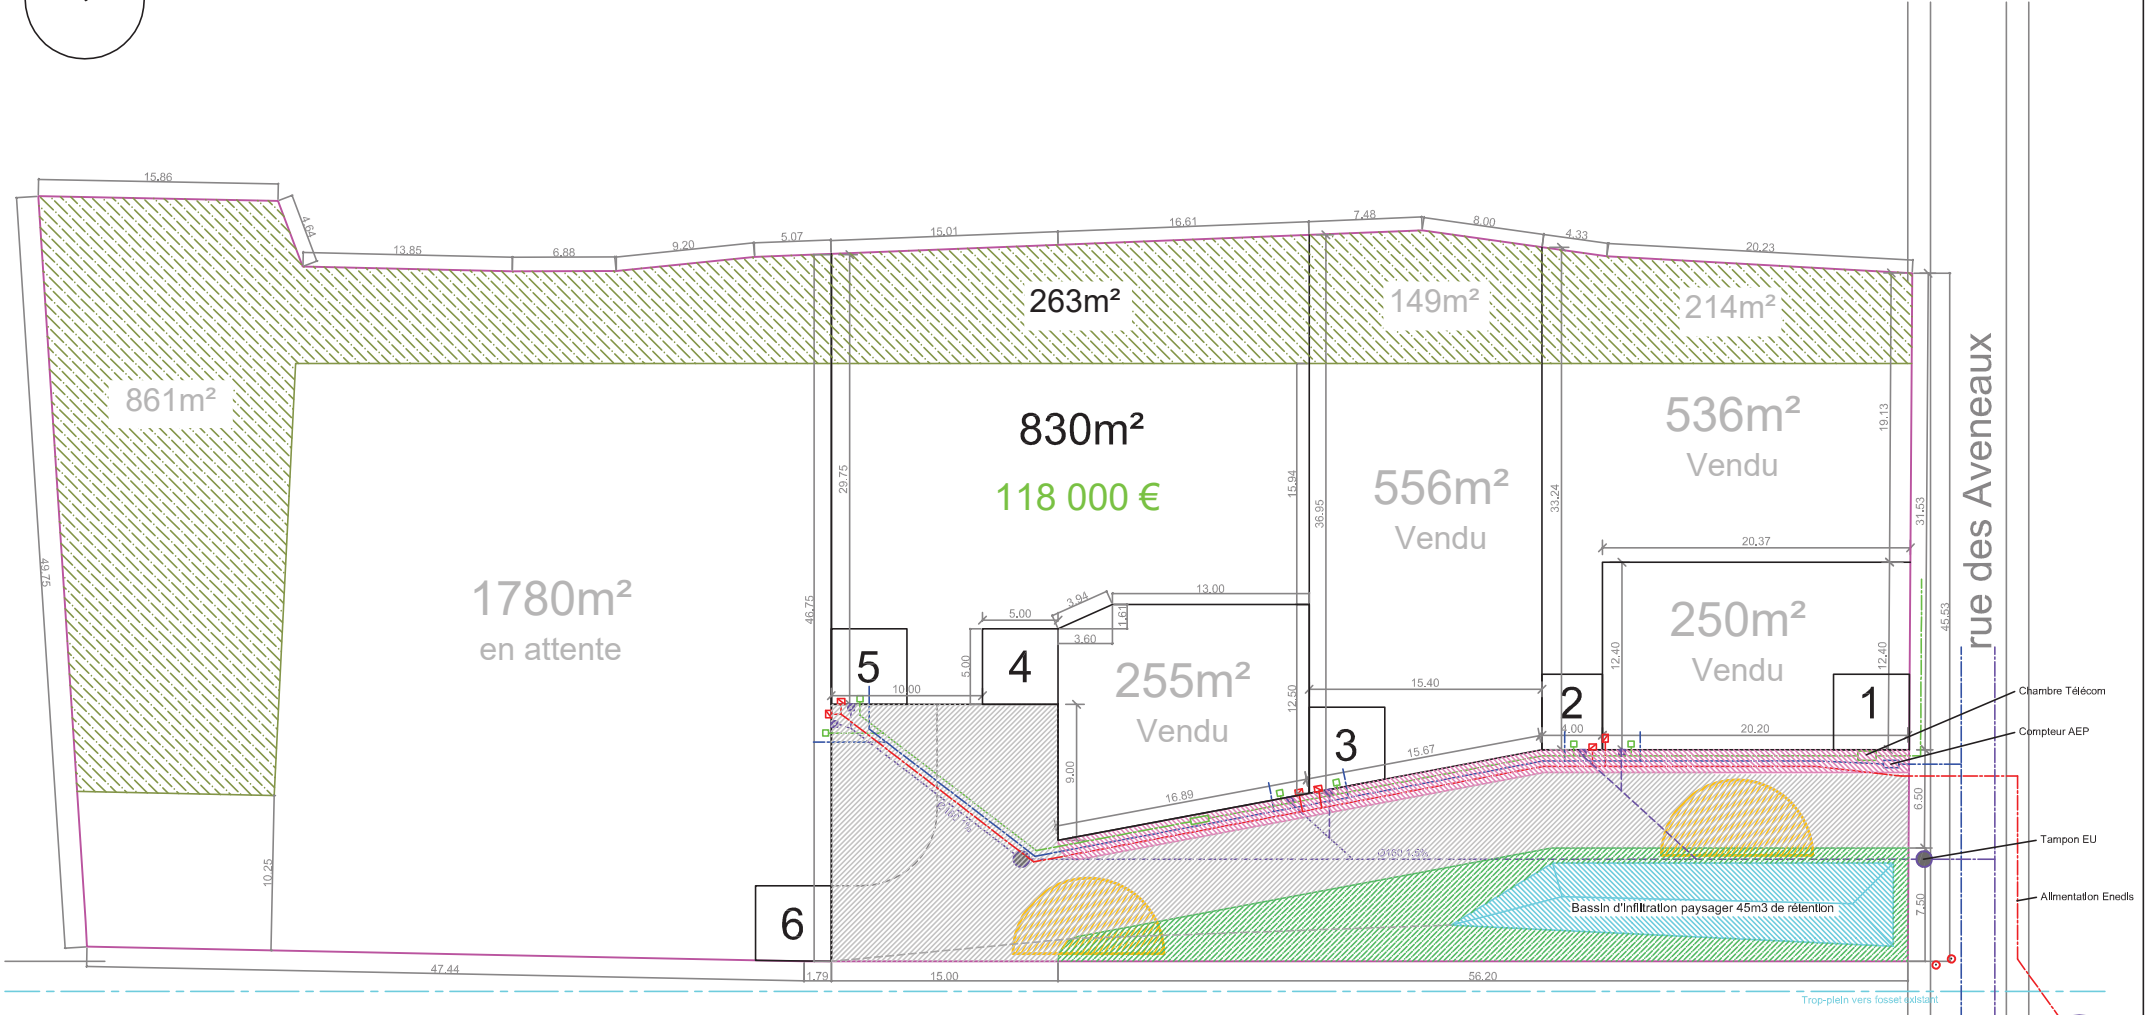 15.86
4.64
13.85
6.88
9.20
5.07
15.01
16.61
7.48
8.00
4.33
20.23
263m²
149m²
214m²
861m²
830m²
118 000 €
536m²
Vendu
556m²
Vendu
1780m²
en attente
255m²
Vendu
250m²
Vendu
rue des Aveneaux
49.75
29.75
46.75
15.94
36.95
33.24
19.13
31.53
45.53
20.37
12.40
12.40
13.00
3.94
1.61
5.00
3.60
5.00
10.00
12.50
15.40
4.00
20.20
15.67
16.89
9.00
5
4
3
2
1
6
Chambre Télécom
Compteur AEP
Tampon EU
Alimentation Enedis
6.50
7.50
Ø160 1.5%
Bassin d'infiltration paysager 45m3 de rétention
10.25
47.44
1.79
15.00
56.20
Trop-plein vers fosset existant